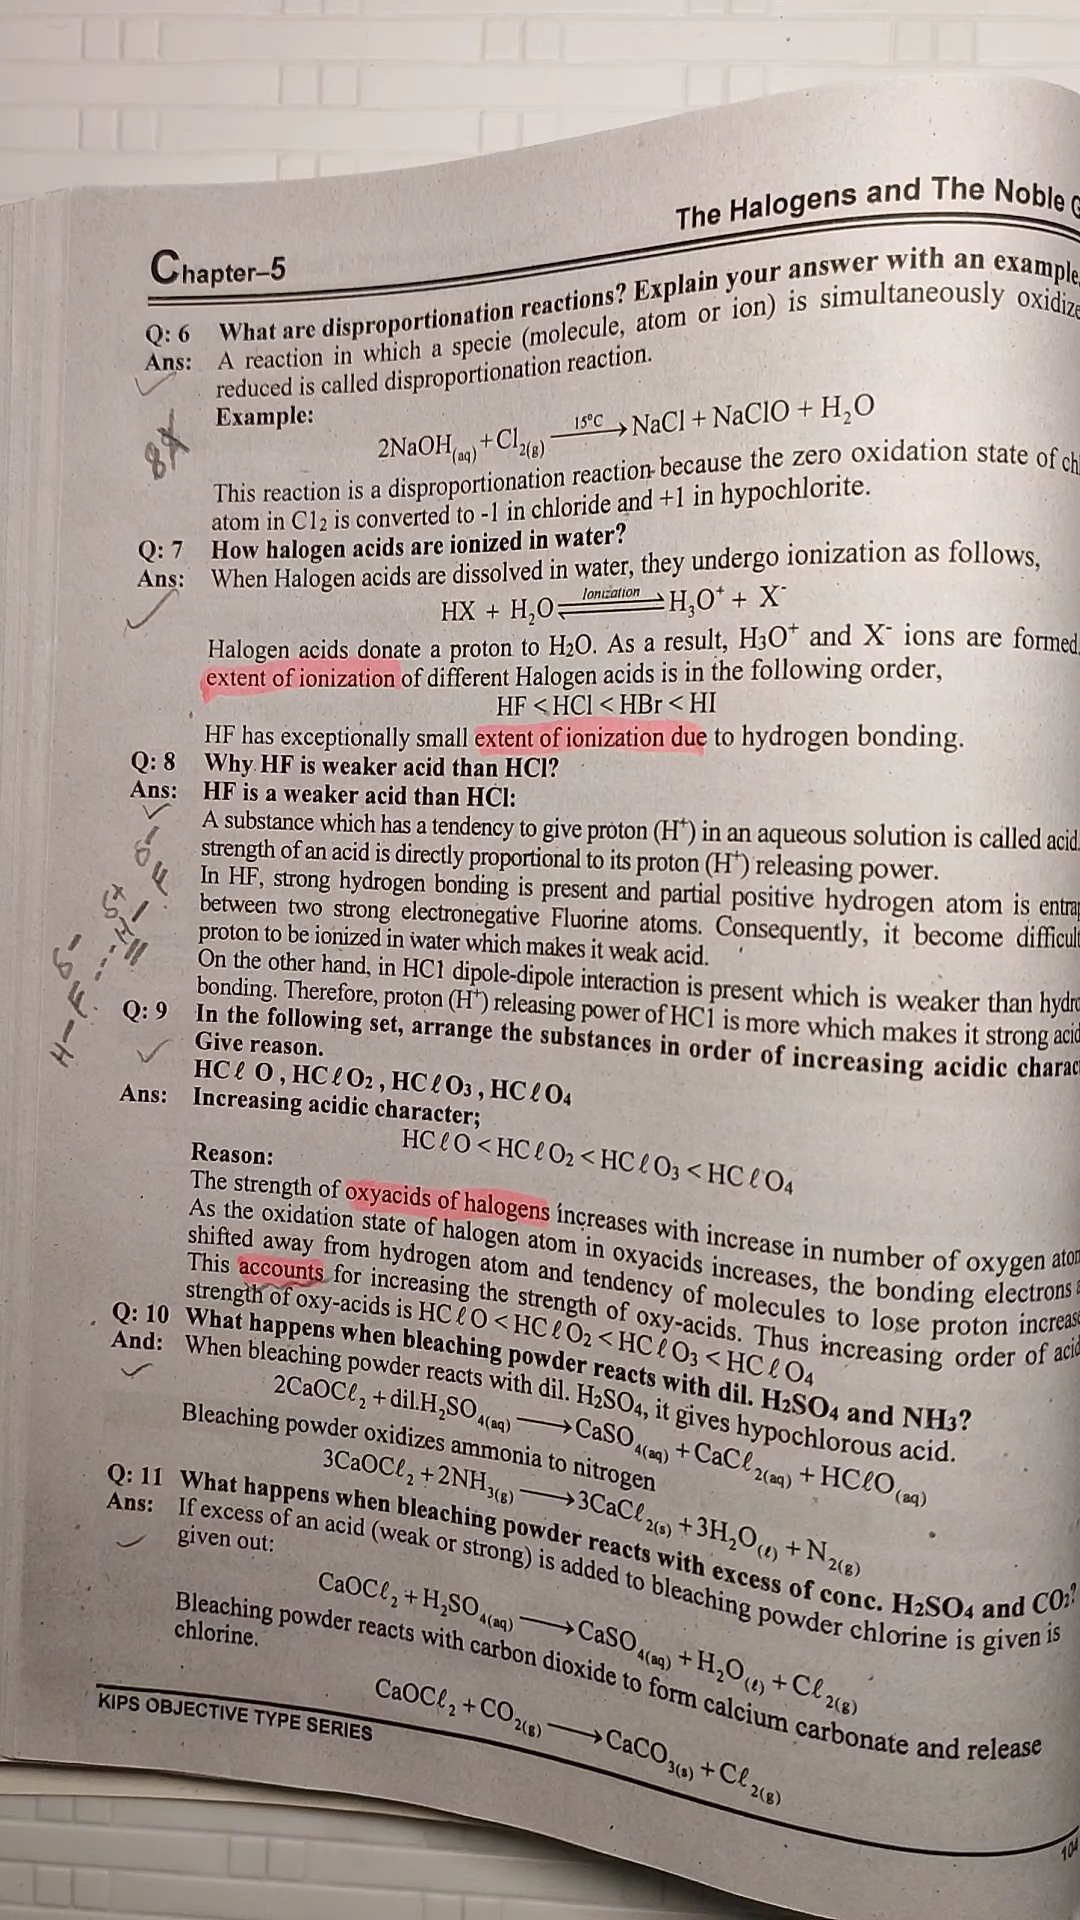 The Halogens and The Noble
Chapter–5
Q: 6 What are disproportionation reactions? Explain your answer with an example.
Ans: A reaction in which a specie (molecule, atom or ion) is simultaneously oxidize
reduced is called disproportionation reaction.
Example:
2NaOH(aq) + Cl2(g) —15°C→ NaCl + NaClO + H₂O
This reaction is a disproportionation reaction because the zero oxidation state of
atom in C1₂ is converted to -1 in chloride and +1 in hypochlorite.
Q: 7 How halogen acids are ionized in water?
Ans: When Halogen acids are dissolved in water, they undergo ionization as follows,
HX + H₂O ⇌ Ionization H₃O⁺ + X⁻
Halogen acids donate a proton to H₂O. As a result, H₃O⁺ and X⁻ ions are formed.
extent of ionization of different Halogen acids is in the following order,
HF < HCl < HBr < HI
HF has exceptionally small extent of ionization due to hydrogen bonding.
Q: 8 Why HF is weaker acid than HCl?
Ans: HF is a weaker acid than HCl:
A substance which has a tendency to give proton (H⁺) in an aqueous solution is called acid.
strength of an acid is directly proportional to its proton (H⁺) releasing power.
In HF, strong hydrogen bonding is present and partial positive hydrogen atom is entrap
between two strong electronegative Fluorine atoms. Consequently, it become difficult
proton to be ionized in water which makes it weak acid.
On the other hand, in HC1 dipole-dipole interaction is present which is weaker than hydro
bonding. Therefore, proton (H⁺) releasing power of HC1 is more which makes it strong acid
Q: 9 In the following set, arrange the substances in order of increasing acidic charac
Give reason.
HCℓ O , HCℓO₂ , HCℓO₃ , HCℓO₄
Ans: Increasing acidic character;
HCℓO < HCℓO₂ < HCℓO₃ < HCℓO₄
Reason:
The strength of oxyacids of halogens increases with increase in number of oxygen atom
As the oxidation state of halogen atom in oxyacids increases, the bonding electrons
shifted away from hydrogen atom and tendency of molecules to lose proton increase
This accounts for increasing the strength of oxy-acids. Thus increasing order of acid
strength of oxy-acids is HCℓO < HCℓO₂ < HCℓO₃ < HCℓO₄
Q: 10 What happens when bleaching powder reacts with dil. H₂SO₄ and NH₃?
And: When bleaching powder reacts with dil. H₂SO₄, it gives hypochlorous acid.
2CaOCℓ₂ + dil.H₂SO4(aq) → CaSO4(aq) + CaCℓ2(aq) + HCℓO(aq)
Bleaching powder oxidizes ammonia to nitrogen
3CaOCℓ₂ + 2NH3(g) → 3CaCℓ2(s) + 3H₂O(ℓ) + N2(g)
Q: 11 What happens when bleaching powder reacts with excess of conc. H₂SO₄ and CO₂?
Ans: If excess of an acid (weak or strong) is added to bleaching powder chlorine is given is
given out:
CaOCℓ₂ + H₂SO4(aq) → CaSO4(aq) + H₂O(ℓ) + Cℓ2(g)
Bleaching powder reacts with carbon dioxide to form calcium carbonate and release
chlorine.
CaOCℓ₂ + CO2(g) → CaCO3(s) + Cℓ2(g)
KIPS OBJECTIVE TYPE SERIES
104